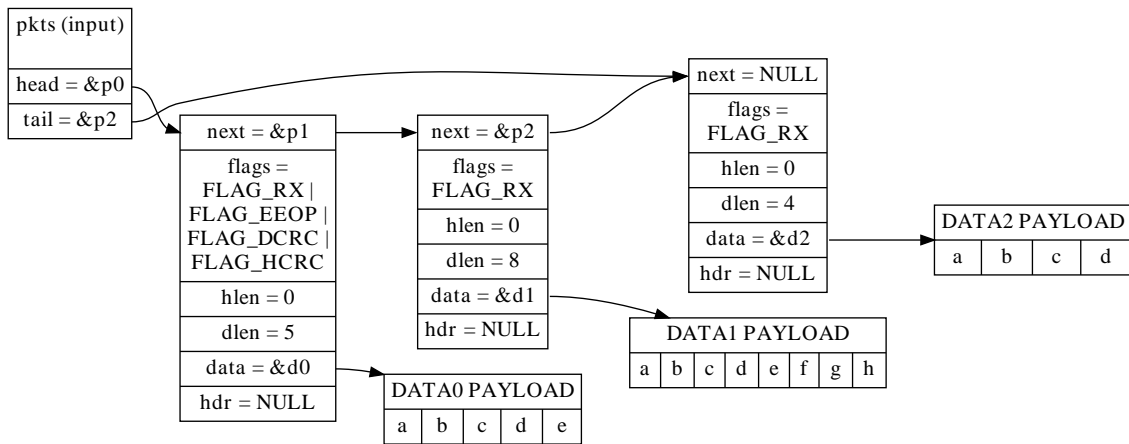 pkts (input)
head = &p0
tail = &p2
next = &p1
flags =
FLAG_RX |
FLAG_EEOP |
FLAG_DCRC |
FLAG_HCRC
hlen = 0
dlen = 5
data = &d0
hdr = NULL
next = &p2
flags =
FLAG_RX
hlen = 0
dlen = 8
data = &d1
hdr = NULL
next = NULL
flags =
FLAG_RX
hlen = 0
dlen = 4
data = &d2
hdr = NULL
DATA0 PAYLOAD
a b c d e
DATA1 PAYLOAD
a b c d e f g h
DATA2 PAYLOAD
a b c d